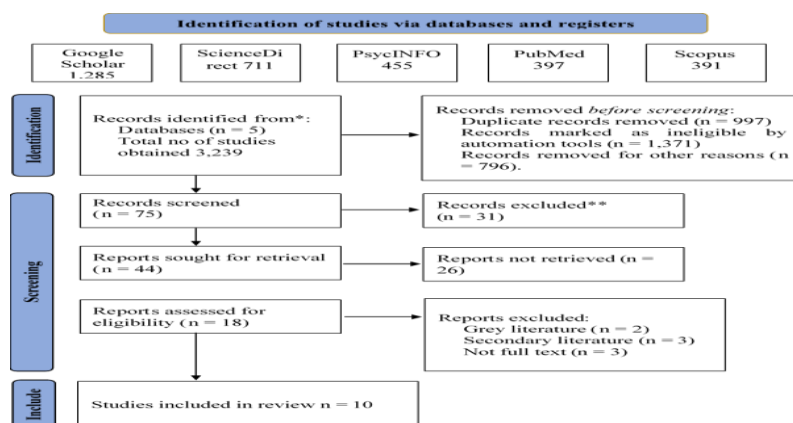 Identification of studies via databases and registers
Google
Scholar
1.285
ScienceDi
rect 711
PsycINFO
455
PubMed
397
Scopus
391
Identification
Records identified from*:
Databases (n = 5)
Total no of studies
obtained 3,239
Records removed before screening:
Duplicate records removed (n = 997)
Records marked as ineligible by
automation tools (n = 1,371)
Records removed for other reasons (n
= 796).
Screening
Records screened
(n = 75)
Records excluded**
(n = 31)
Reports sought for retrieval
(n = 44)
Reports not retrieved (n =
26)
Reports assessed for
eligibility (n = 18)
Reports excluded:
Grey literature (n = 2)
Secondary literature (n = 3)
Not full text (n = 3)
Include
Studies included in review n = 10